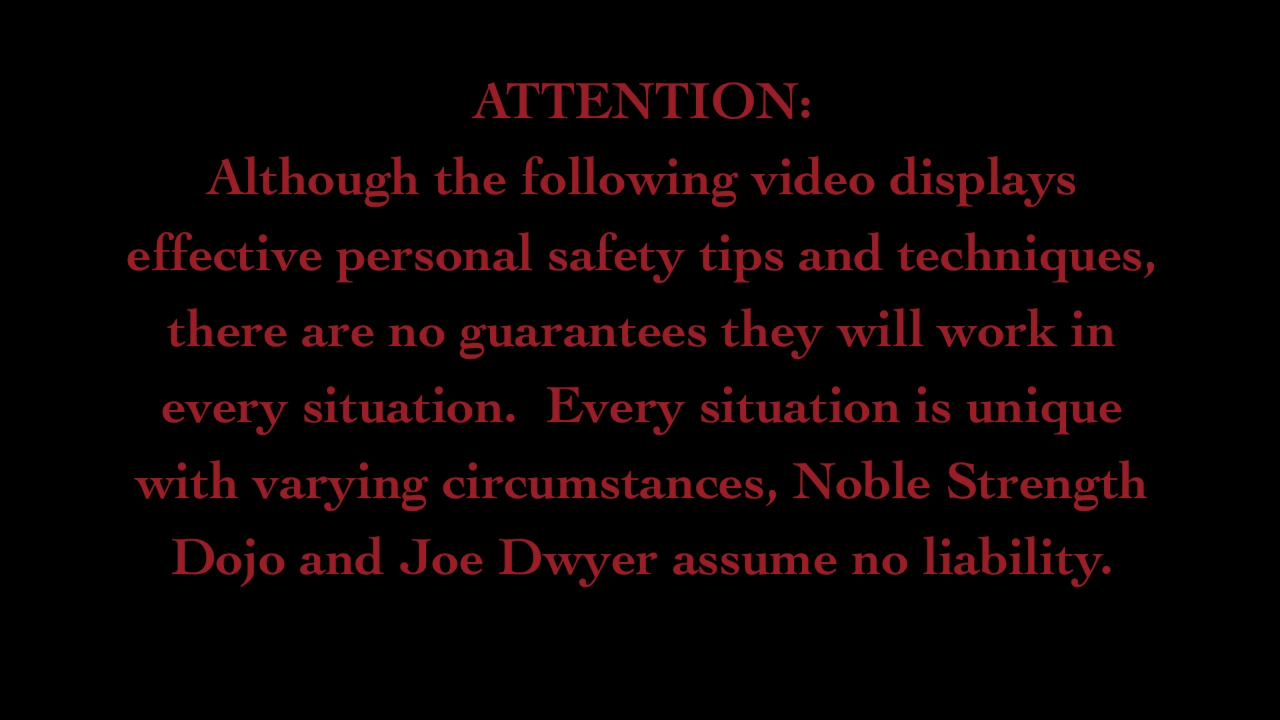 ATTENTION:
Although the following video displays
effective personal safety tips and techniques,
there are no guarantees they will work in
every situation.  Every situation is unique
with varying circumstances, Noble Strength
Dojo and Joe Dwyer assume no liability.